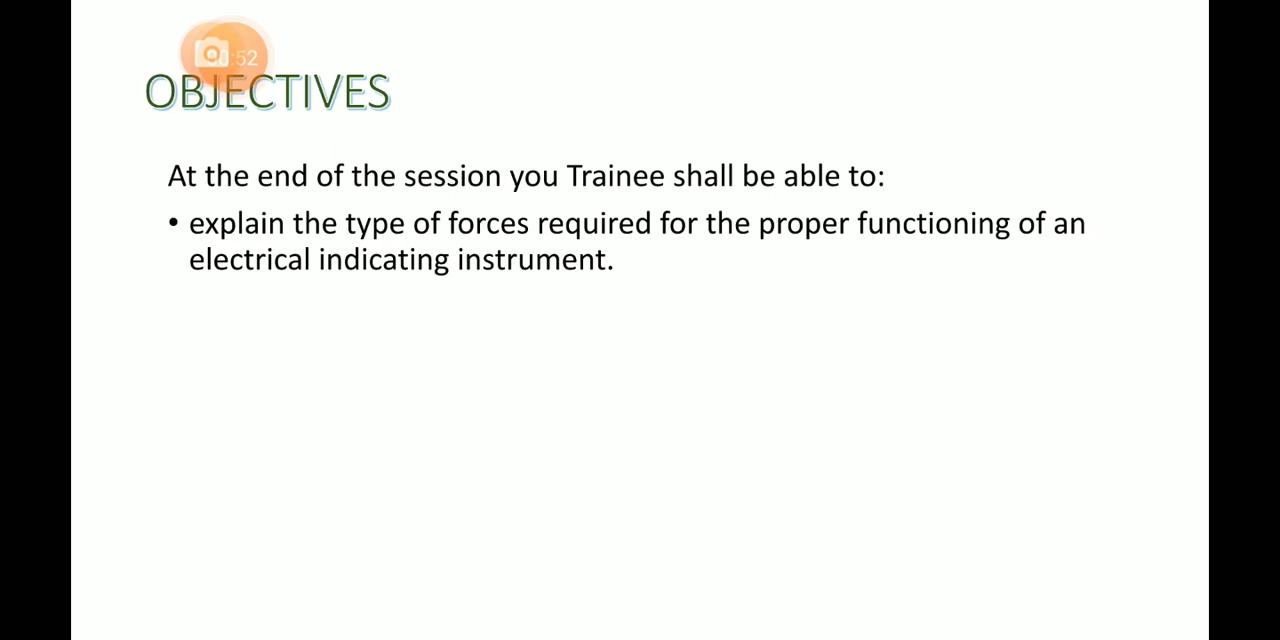 OBJECTIVES
At the end of the session you Trainee shall be able to:
• explain the type of forces required for the proper functioning of an
electrical indicating instrument.